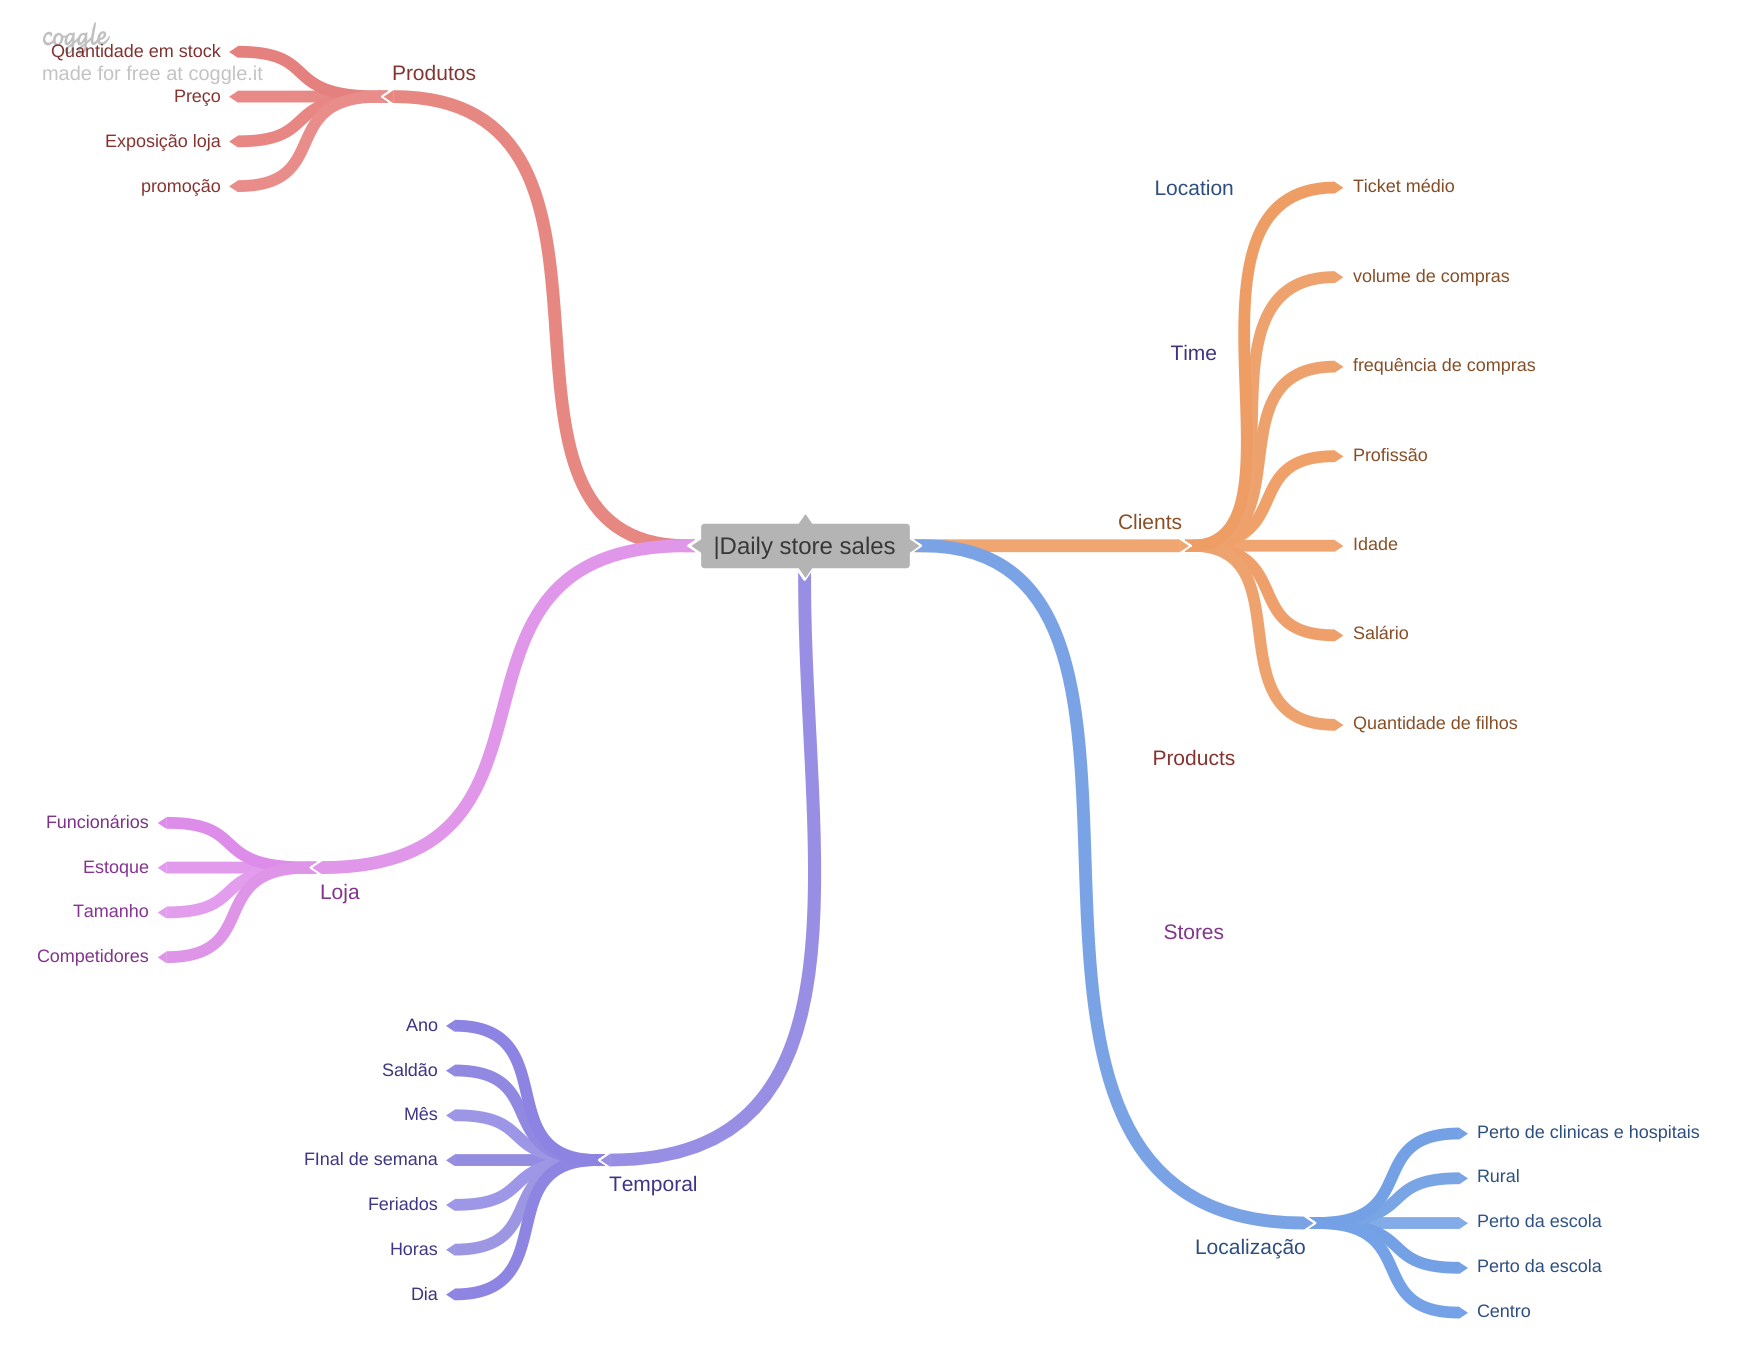 coggle
made for free at coggle.it
Quantidade em stock
Preço
Exposição loja
promoção
Produtos
Location
Time
Clients
Ticket médio
volume de compras
frequência de compras
Profissão
Idade
Salário
Quantidade de filhos
|Daily store sales
Products
Stores
Funcionários
Estoque
Tamanho
Competidores
Loja
Ano
Saldão
Mês
FInal de semana
Feriados
Horas
Dia
Temporal
Localização
Perto de clinicas e hospitais
Rural
Perto da escola
Perto da escola
Centro